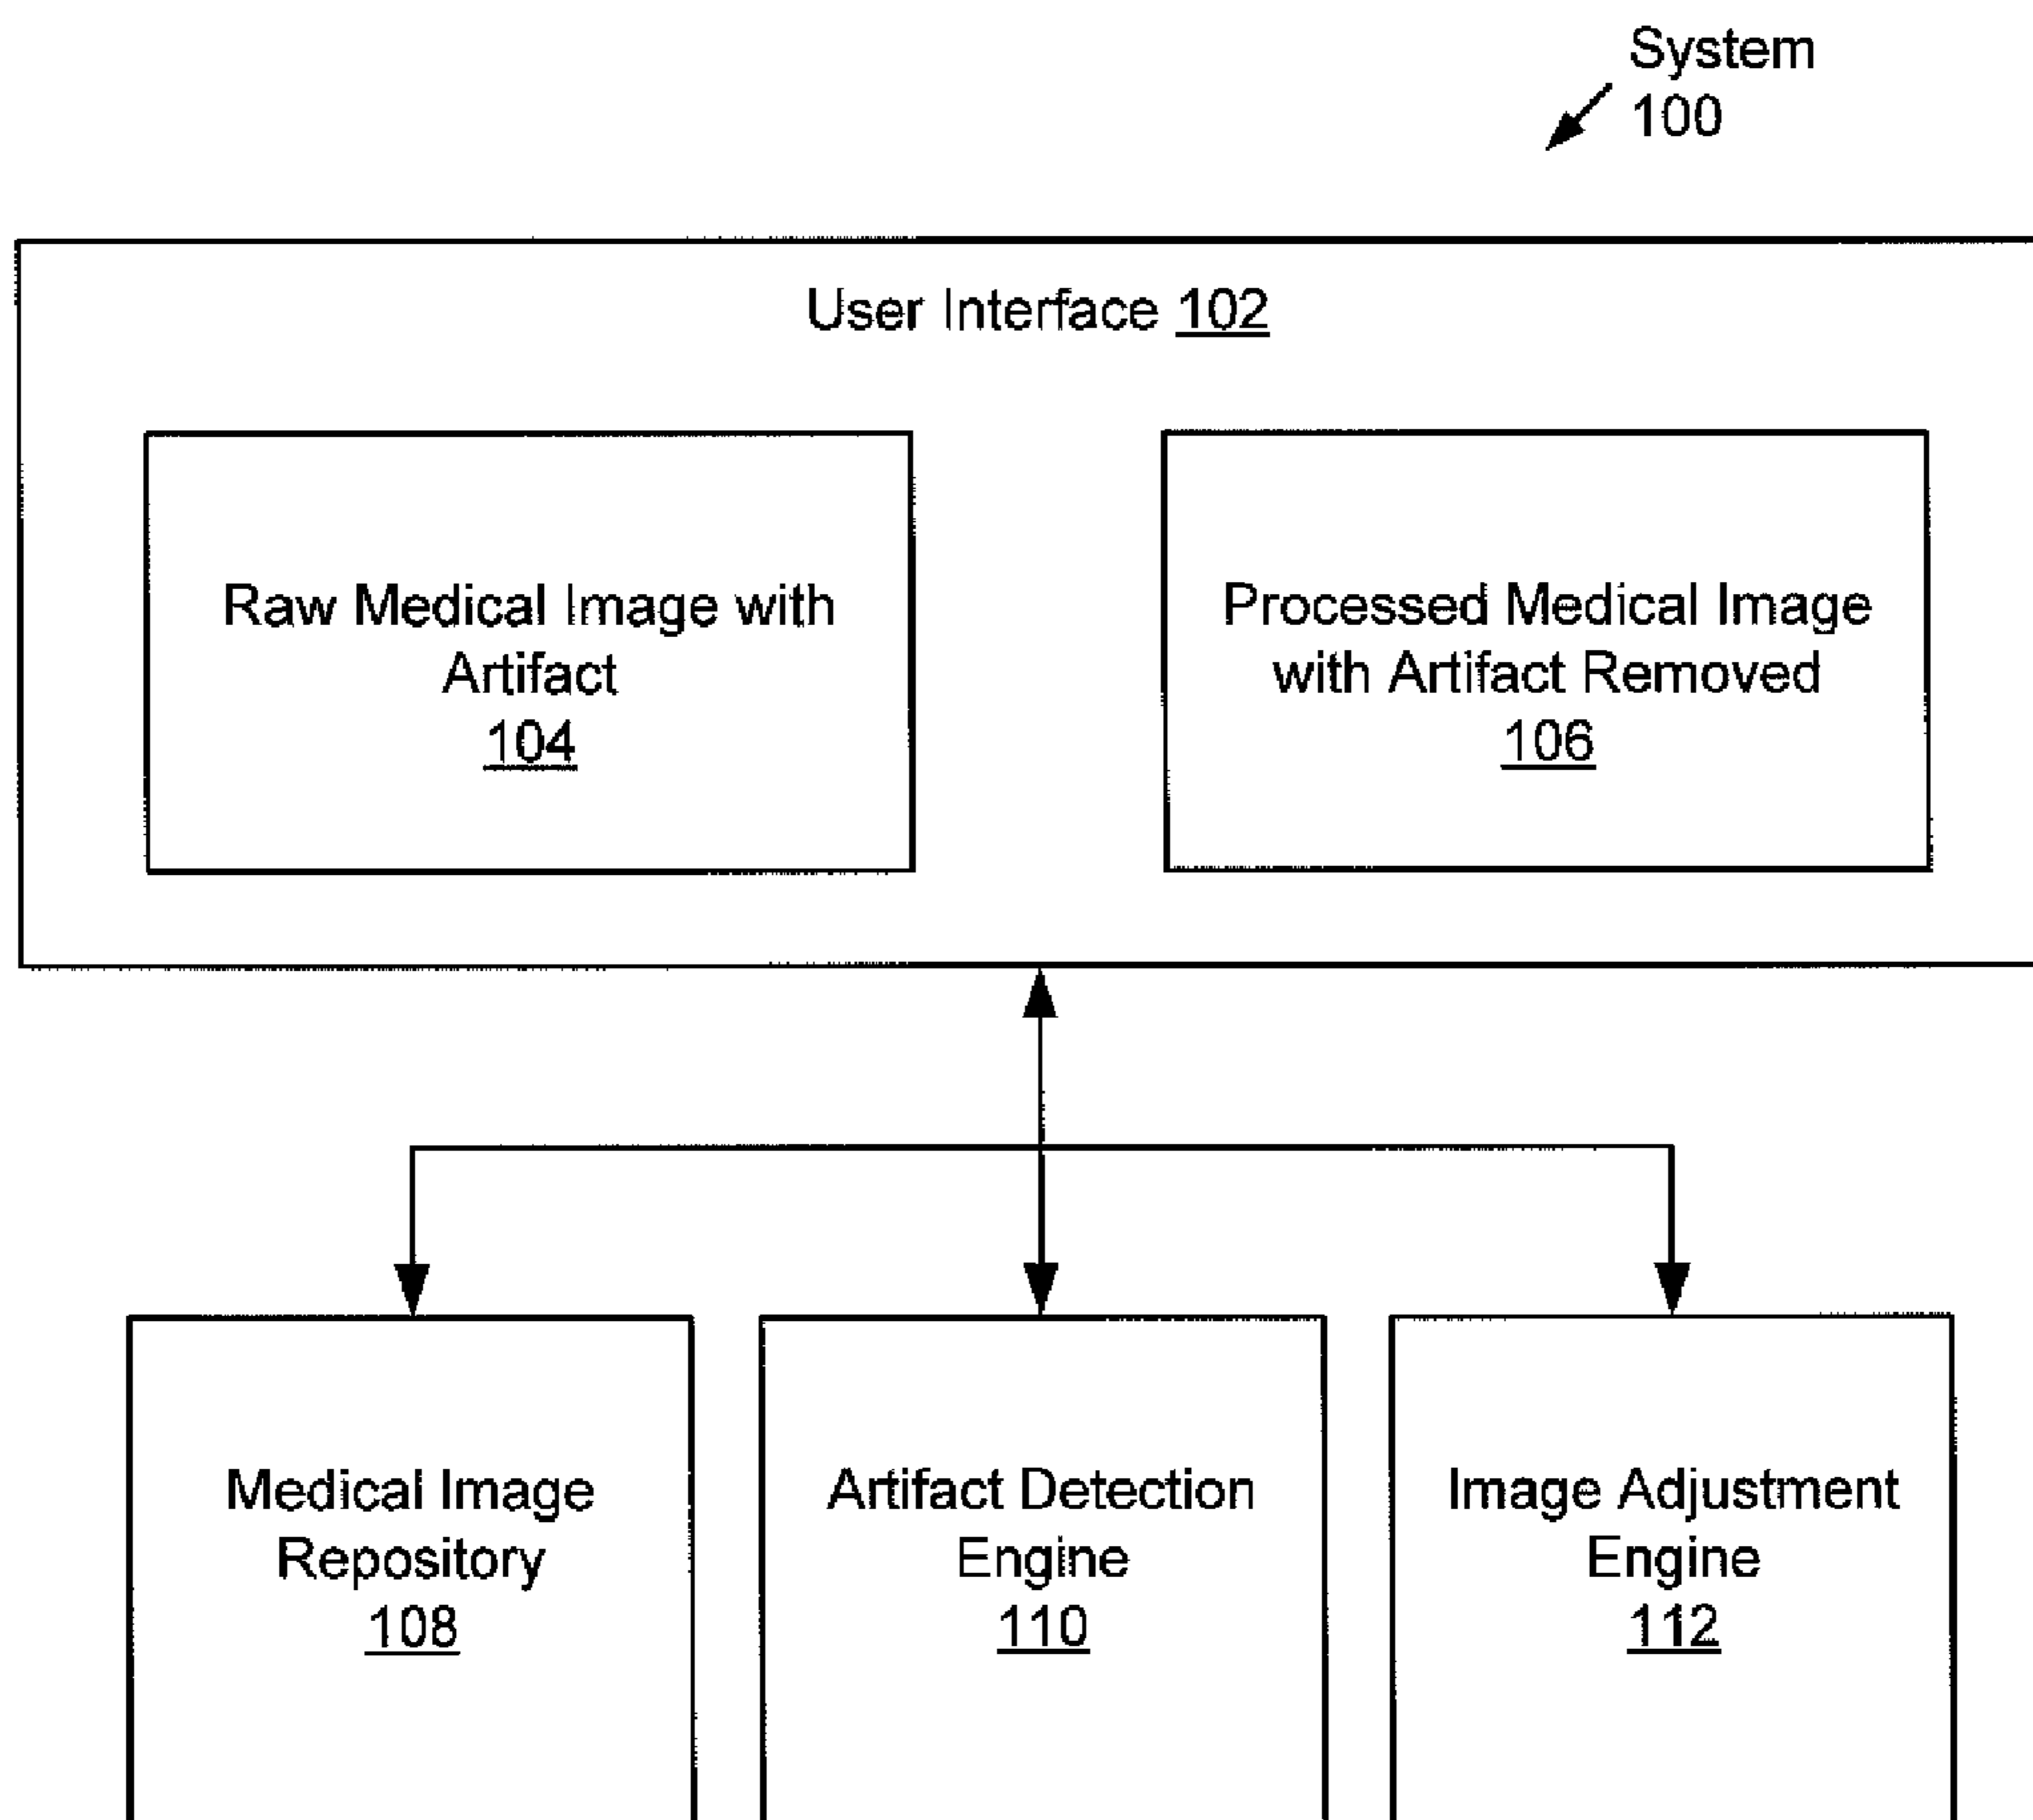 System
100
User Interface 102
Raw Medical Image with
Artifact
104
Processed Medical Image
with Artifact Removed
106
Medical Image
Repository
108
Artifact Detection
Engine
110
Image Adjustment
Engine
112